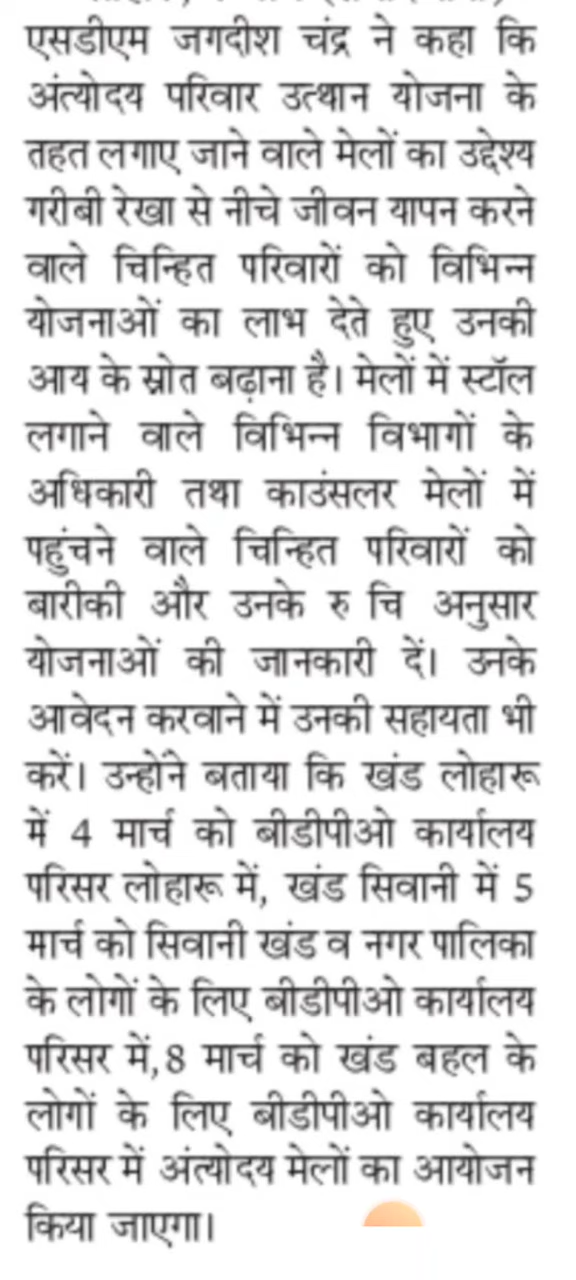 एसडीएम जगदीश चंद्र ने कहा कि
अंत्योदय परिवार उत्थान योजना के
तहत लगाए जाने वाले मेलों का उद्देश्य
गरीबी रेखा से नीचे जीवन यापन करने
वाले चिन्हित परिवारों को विभिन्न
योजनाओं का लाभ देते हुए उनकी
आय के स्रोत बढ़ाना है। मेलों में स्टॉल
लगाने वाले विभिन्न विभागों के
अधिकारी तथा काउंसलर मेलों में
पहुंचने वाले चिन्हित परिवारों को
बारीकी और उनके रु चि अनुसार
योजनाओं की जानकारी दें। उनके
आवेदन करवाने में उनकी सहायता भी
करें। उन्होंने बताया कि खंड लोहारू
में 4 मार्च को बीडीपीओ कार्यालय
परिसर लोहारू में, खंड सिवानी में 5
मार्च को सिवानी खंड व नगर पालिका
के लोगों के लिए बीडीपीओ कार्यालय
परिसर में,8 मार्च को खंड बहल के
लोगों के लिए बीडीपीओ कार्यालय
परिसर में अंत्योदय मेलों का आयोजन
किया जाएगा।